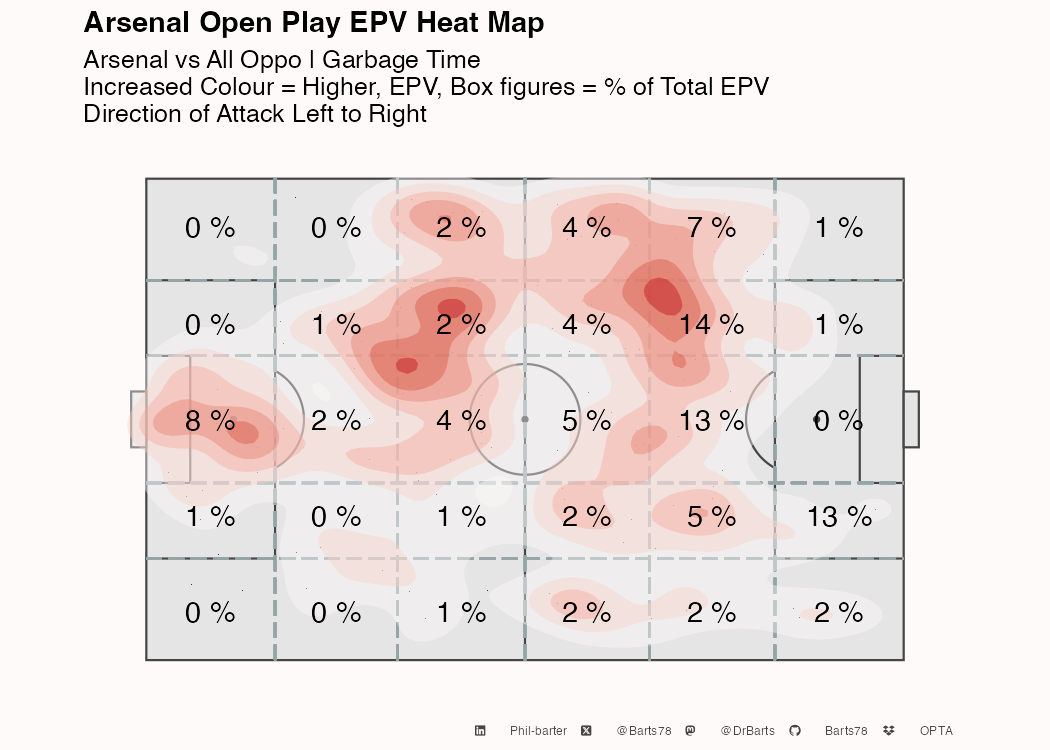 Arsenal Open Play EPV Heat Map
Arsenal vs All Oppo | Garbage Time
Increased Colour = Higher, EPV, Box figures = % of Total EPV
Direction of Attack Left to Right
0 % 0 % 2 % 4 % 7 % 1 %
0 % 1 % 2 % 4 % 14 % 1 %
8 % 2 % 4 % 5 % 13 % 0 %
1 % 0 % 1 % 2 % 5 % 13 %
0 % 0 % 1 % 2 % 2 % 2 %
Phil-barter @Barts78 @DrBarts Barts78 OPTA